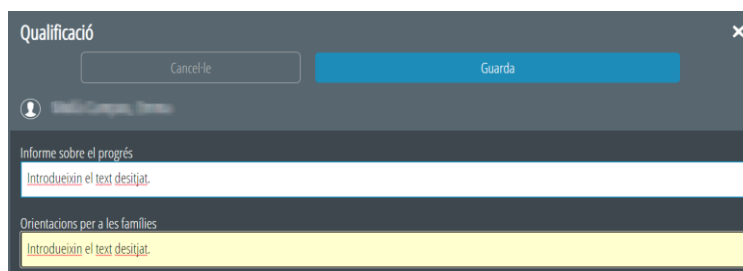 Qualificació
Cancel·le
Guarda
Informe sobre el progrés
Introdueixin el text desitjat.
Orientacions per a les famílies
Introdueixin el text desitjat.